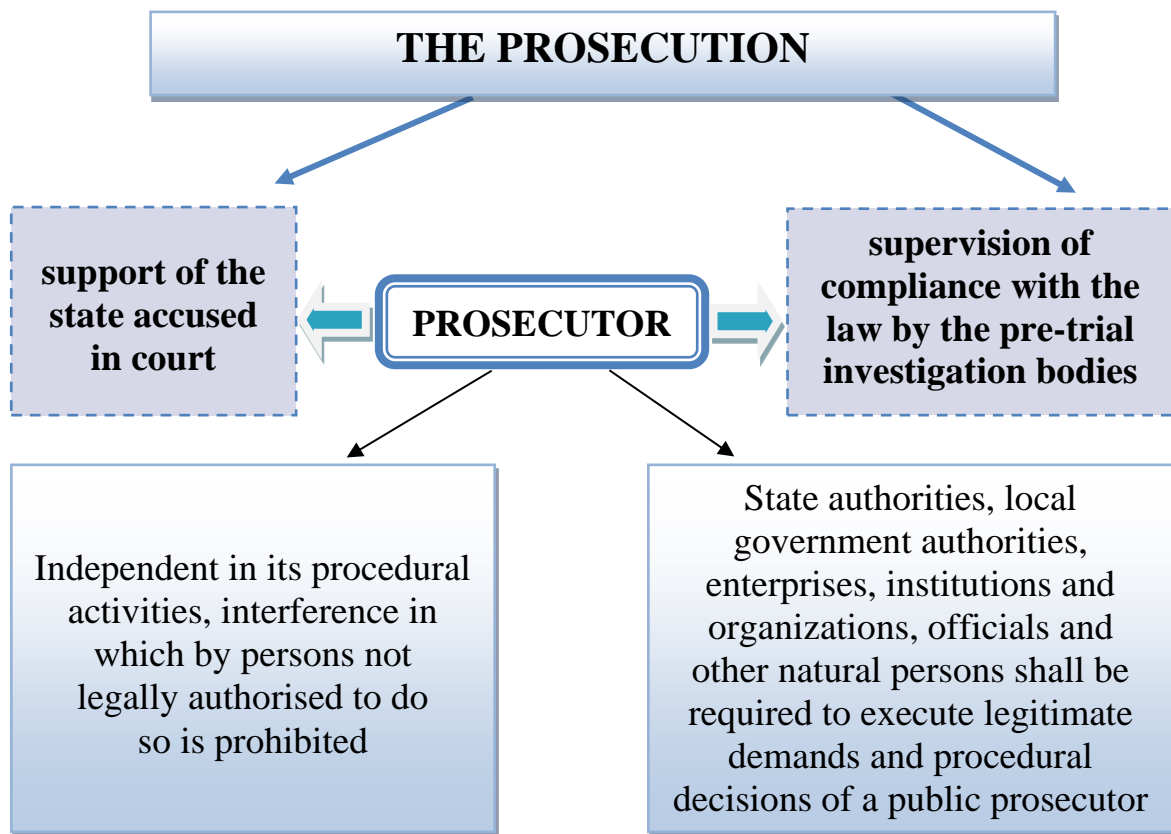 THE PROSECUTION
support of the
state accused
in court
PROSECUTOR
supervision of
compliance with the
law by the pre-trial
investigation bodies
Independent in its procedural
activities, interference in
which by persons not
legally authorised to do
so is prohibited
State authorities, local
government authorities,
enterprises, institutions and
organizations, officials and
other natural persons shall be
required to execute legitimate
demands and procedural
decisions of a public prosecutor